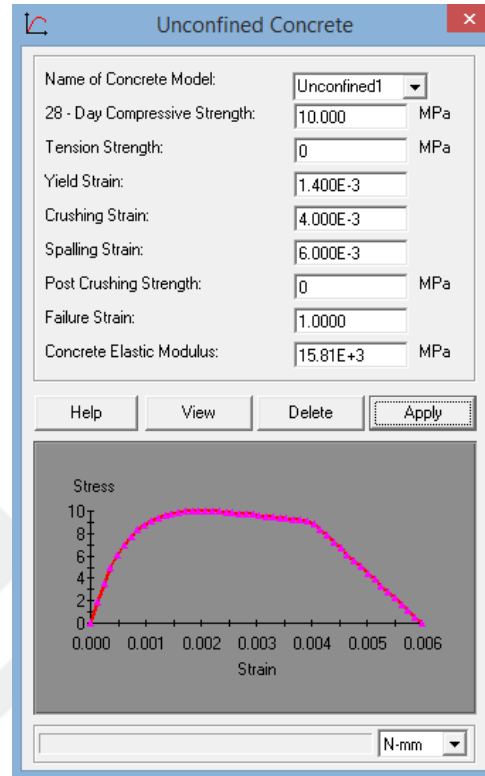 Unconfined Concrete
Name of Concrete Model: Unconfined1
28 - Day Compressive Strength: 10.000 MPa
Tension Strength: 0 MPa
Yield Strain: 1.400E-3
Crushing Strain: 4.000E-3
Spalling Strain: 6.000E-3
Post Crushing Strength: 0 MPa
Failure Strain: 1.0000
Concrete Elastic Modulus: 15.81E+3 MPa
Help View Delete Apply
Stress
10
8
6
4
2
0
0.000 0.001 0.002 0.003 0.004 0.005 0.006
Strain
N-mm